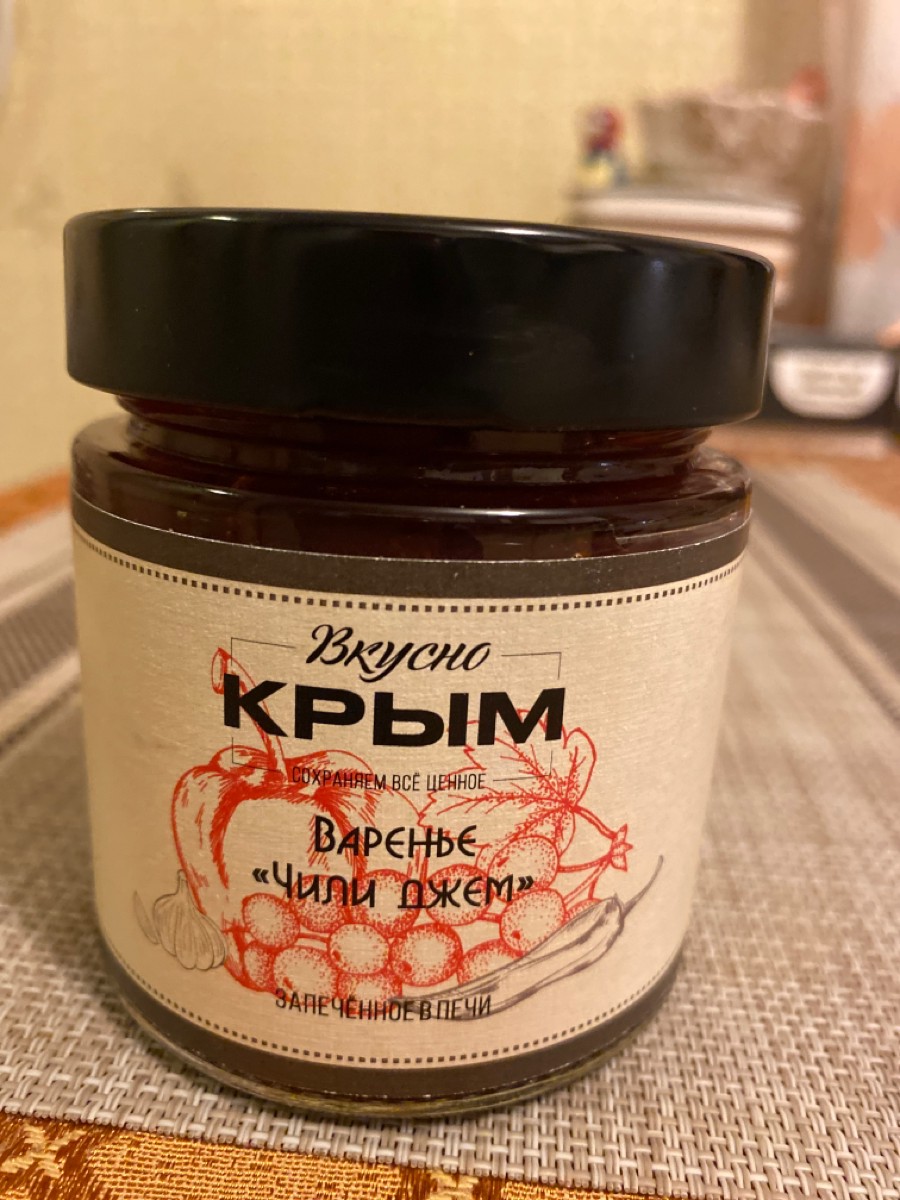 Вкусно
КРЫМ
СОХРАНЯЕМ ВСЁ ЦЕННОЕ
ВАРЕНЬЕ
«ЧИЛИ ДЖЕМ»
ЗАПЕЧЁННОЕ В ПЕЧИ